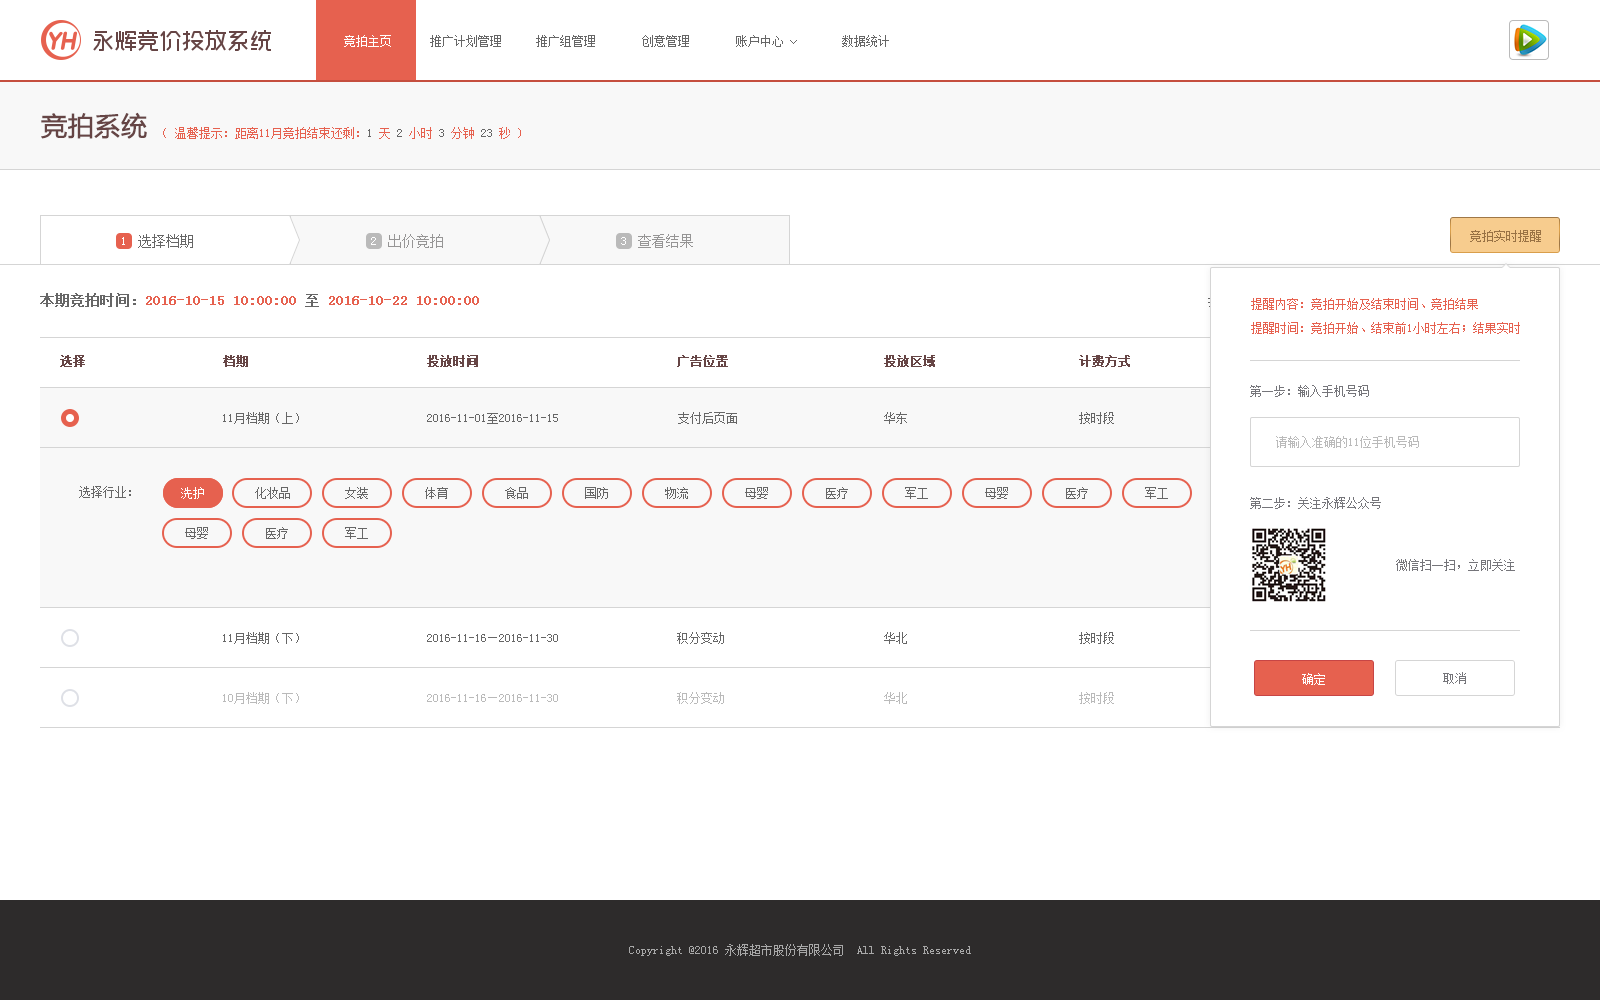 YH 永辉竞价投放系统
竞拍主页 推广计划管理 推广组管理 创意管理 账户中心 数据统计
竞拍系统 （ 温馨提示：距离11月竞拍结束还剩：1 天 2 小时 3 分钟 23 秒 ）
1 选择档期 2 出价竞拍 3 查看结果
竞拍实时提醒
本期竞拍时间：2016-10-15 10:00:00 至 2016-10-22 10:00:00
选择 档期 投放时间 广告位置 投放区域 计费方式
11月档期（上） 2016-11-01至2016-11-15 支付后页面 华东 按时段
选择行业： 洗护 化妆品 女装 体育 食品 国防 物流 母婴 医疗 军工 母婴 医疗 军工
母婴 医疗 军工
11月档期（下） 2016-11-16—2016-11-30 积分变动 华北 按时段
10月档期（下） 2016-11-16—2016-11-30 积分变动 华北 按时段
提醒内容：竞拍开始及结束时间、竞拍结果
提醒时间：竞拍开始、结束前1小时左右；结果实时
第一步：输入手机号码
请输入准确的11位手机号码
第二步：关注永辉公众号
YH
微信扫一扫，立即关注
确定 取消
Copyright @2016 永辉超市股份有限公司 All Rights Reserved